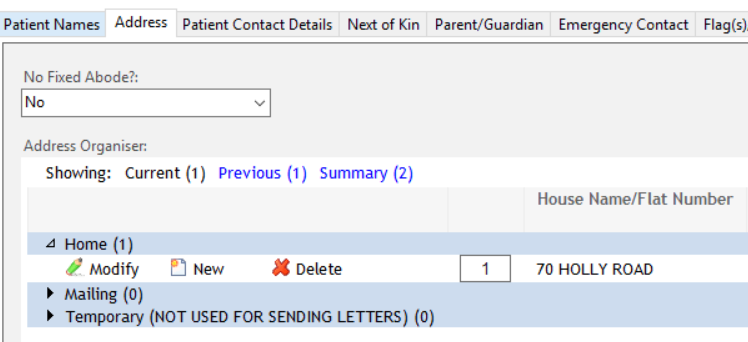 Patient Names Address Patient Contact Details Next of Kin Parent/Guardian Emergency Contact Flag(s)
No Fixed Abode?:
No
Address Organiser:
Showing: Current (1) Previous (1) Summary (2)
House Name/Flat Number
Home (1)
Modify New Delete 1 70 HOLLY ROAD
Mailing (0)
Temporary (NOT USED FOR SENDING LETTERS) (0)